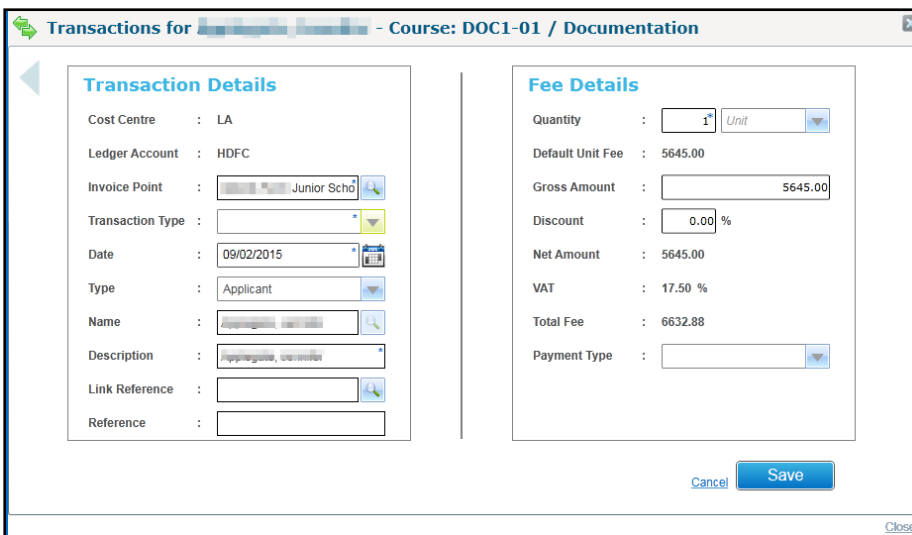 Transactions for - Course: DOC1-01 / Documentation
Transaction Details
Cost Centre : LA
Ledger Account : HDFC
Invoice Point : Junior Scho *
Transaction Type : *
Date : 09/02/2015 *
Type : Applicant
Name :
Description : *
Link Reference :
Reference :
Fee Details
Quantity : 1* Unit
Default Unit Fee : 5645.00
Gross Amount : 5645.00
Discount : 0.00 %
Net Amount : 5645.00
VAT : 17.50 %
Total Fee : 6632.88
Payment Type :
Cancel Save
Close